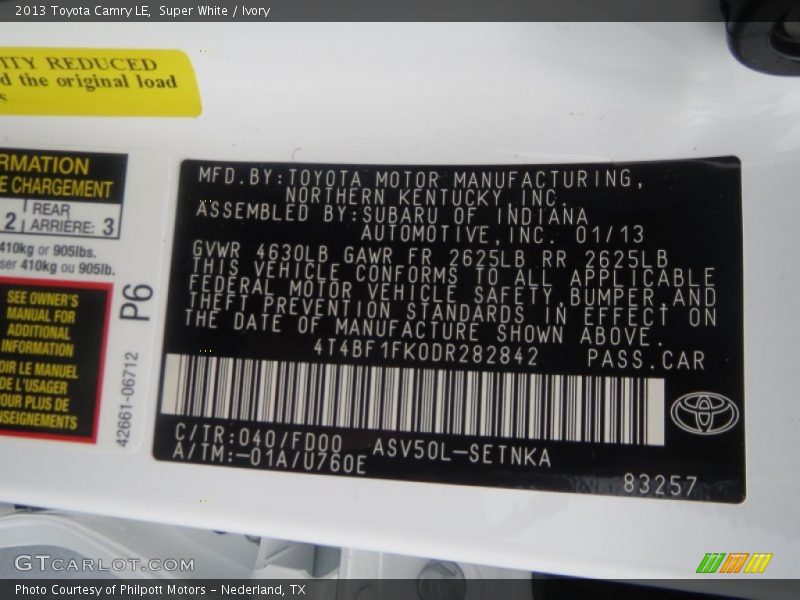 2013 Toyota Camry LE, Super White / Ivory
ITY REDUCED
d the original load
s
RMATION
E CHARGEMENT
2 REAR ARRIÈRE: 3
410kg or 905lbs.
ser 410kg ou 905lb.
SEE OWNER'S
MANUAL FOR
ADDITIONAL
INFORMATION
OIR LE MANUEL
DE L'USAGER
POUR PLUS DE
NSEIGNEMENTS
P6
42661-06712
MFD.BY:TOYOTA MOTOR MANUFACTURING,
NORTHERN KENTUCKY INC.
ASSEMBLED BY:SUBARU OF INDIANA
AUTOMOTIVE,INC. 01/13
GVWR 4630LB GAWR FR 2625LB RR 2625LB
THIS VEHICLE CONFORMS TO ALL APPLICABLE
FEDERAL MOTOR VEHICLE SAFETY,BUMPER,AND
THEFT PREVENTION STANDARDS IN EFFECT ON
THE DATE OF MANUFACTURE SHOWN ABOVE.
4T4BF1FK0DR282842 PASS.CAR
C/TR:040/FD00 ASV50L-SETNKA
A/TM:-01A/U760E
83257
GTCARLOT.COM
Photo Courtesy of Philpott Motors - Nederland, TX